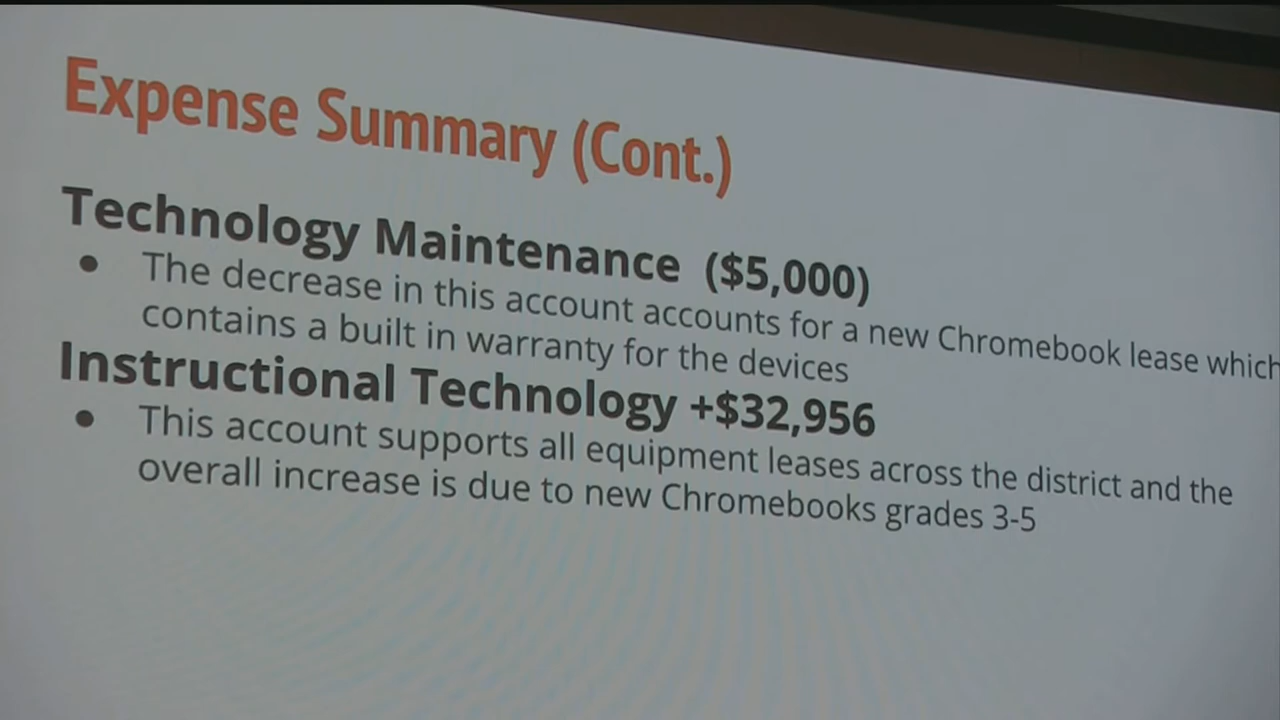 Expense Summary (Cont.)
Technology Maintenance ($5,000)
● The decrease in this account accounts for a new Chromebook lease which
contains a built in warranty for the devices
Instructional Technology +$32,956
● This account supports all equipment leases across the district and the
overall increase is due to new Chromebooks grades 3-5